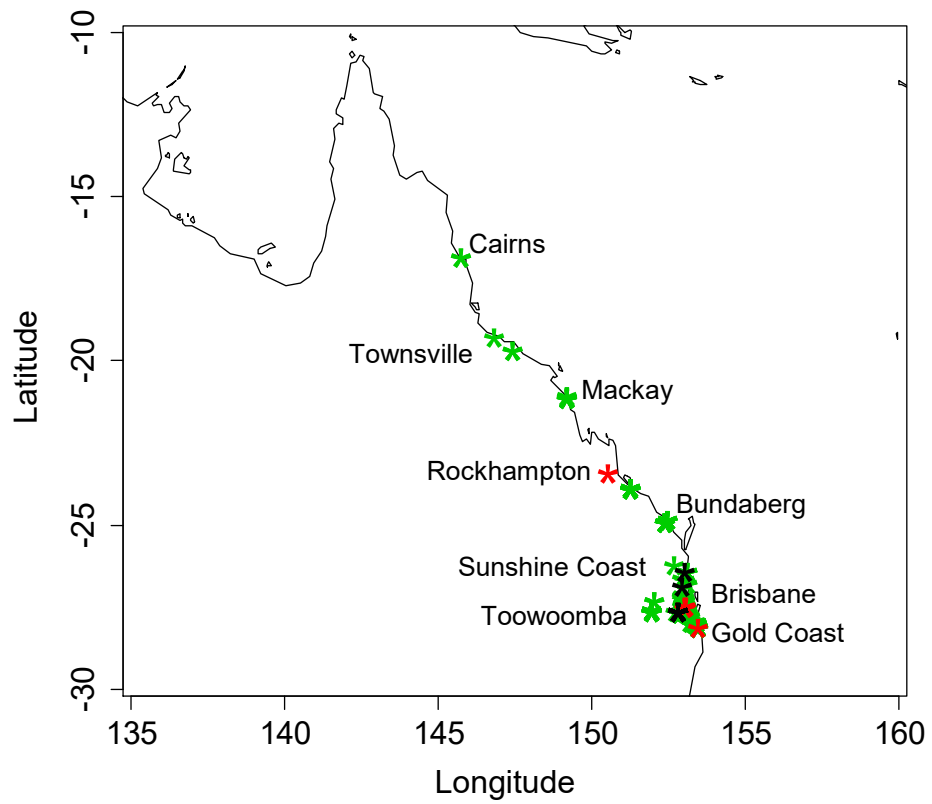 -10
-15
-20
-25
-30
Latitude
Cairns
Townsville
Mackay
Rockhampton
Bundaberg
Sunshine Coast
Brisbane
Toowoomba
Gold Coast
135 140 145 150 155 160
Longitude